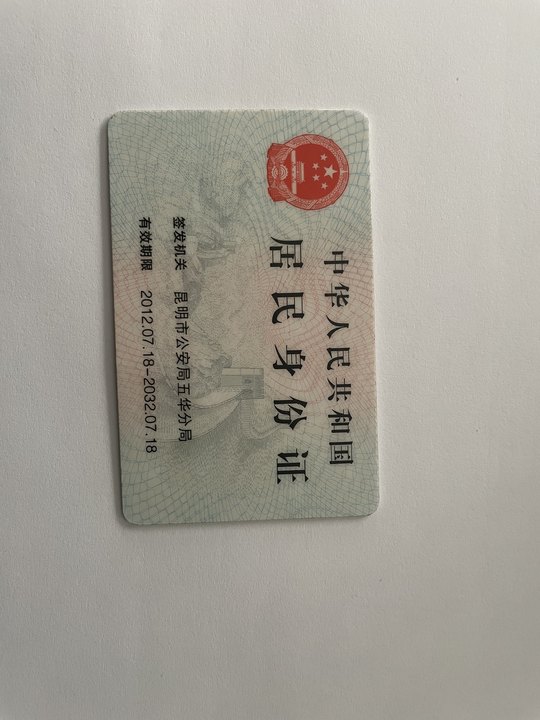 中华人民共和国
居民身份证
签发机关 昆明市公安局五华分局
有效期限 2012.07.18-2032.07.18